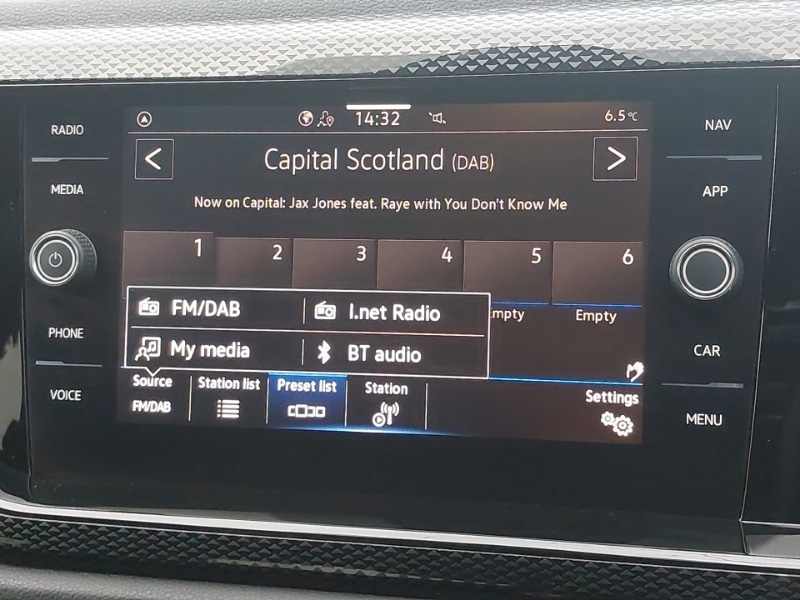 RADIO
MEDIA
PHONE
VOICE
14:32
6.5°C
Capital Scotland (DAB)
Now on Capital: Jax Jones feat. Raye with You Don't Know Me
1 2 3 4 5 6
Empty
FM/DAB I.net Radio
My media BT audio
Source Station list Preset list Station Settings
FM/DAB
NAV
APP
CAR
MENU